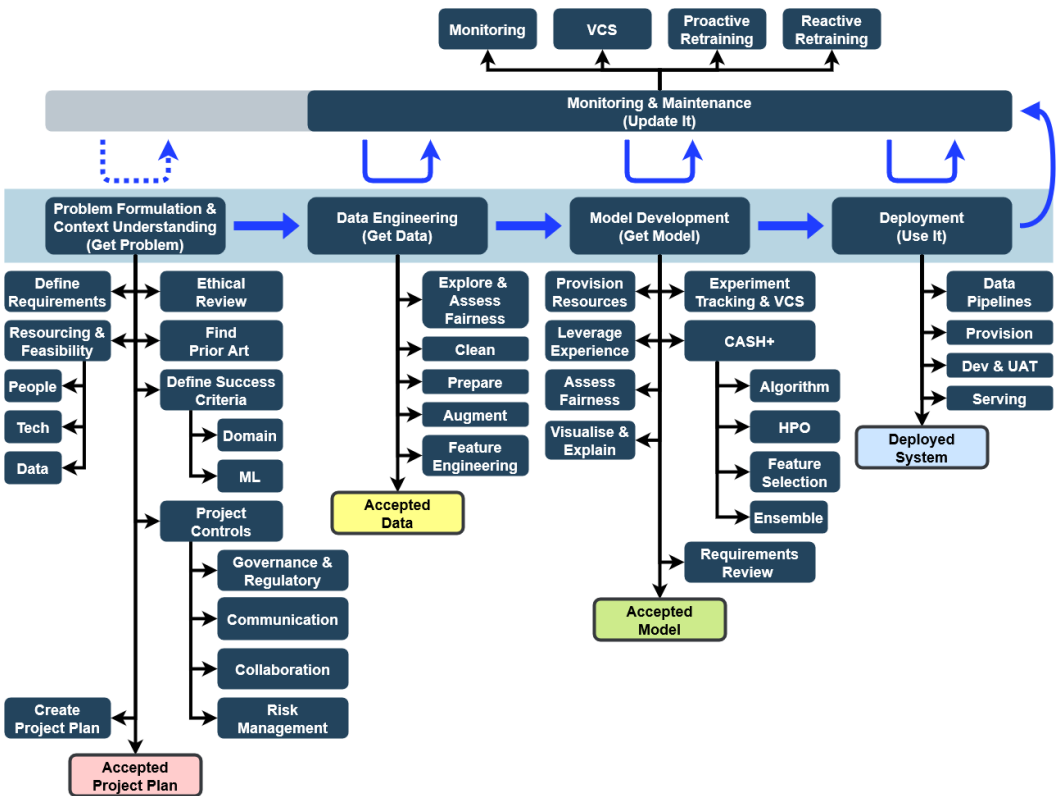 Monitoring
VCS
Proactive
Retraining
Reactive
Retraining
Monitoring & Maintenance
(Update It)
Problem Formulation &
Context Understanding
(Get Problem)
Data Engineering
(Get Data)
Model Development
(Get Model)
Deployment
(Use It)
Define
Requirements
Ethical
Review
Resourcing &
Feasibility
Find
Prior Art
People
Tech
Data
Define Success
Criteria
Domain
ML
Project
Controls
Governance &
Regulatory
Communication
Collaboration
Risk
Management
Create
Project Plan
Accepted
Project Plan
Explore &
Assess
Fairness
Clean
Prepare
Augment
Feature
Engineering
Accepted
Data
Provision
Resources
Experiment
Tracking & VCS
Leverage
Experience
CASH+
Assess
Fairness
Visualise &
Explain
Algorithm
HPO
Feature
Selection
Ensemble
Requirements
Review
Accepted
Model
Data
Pipelines
Provision
Dev & UAT
Serving
Deployed
System